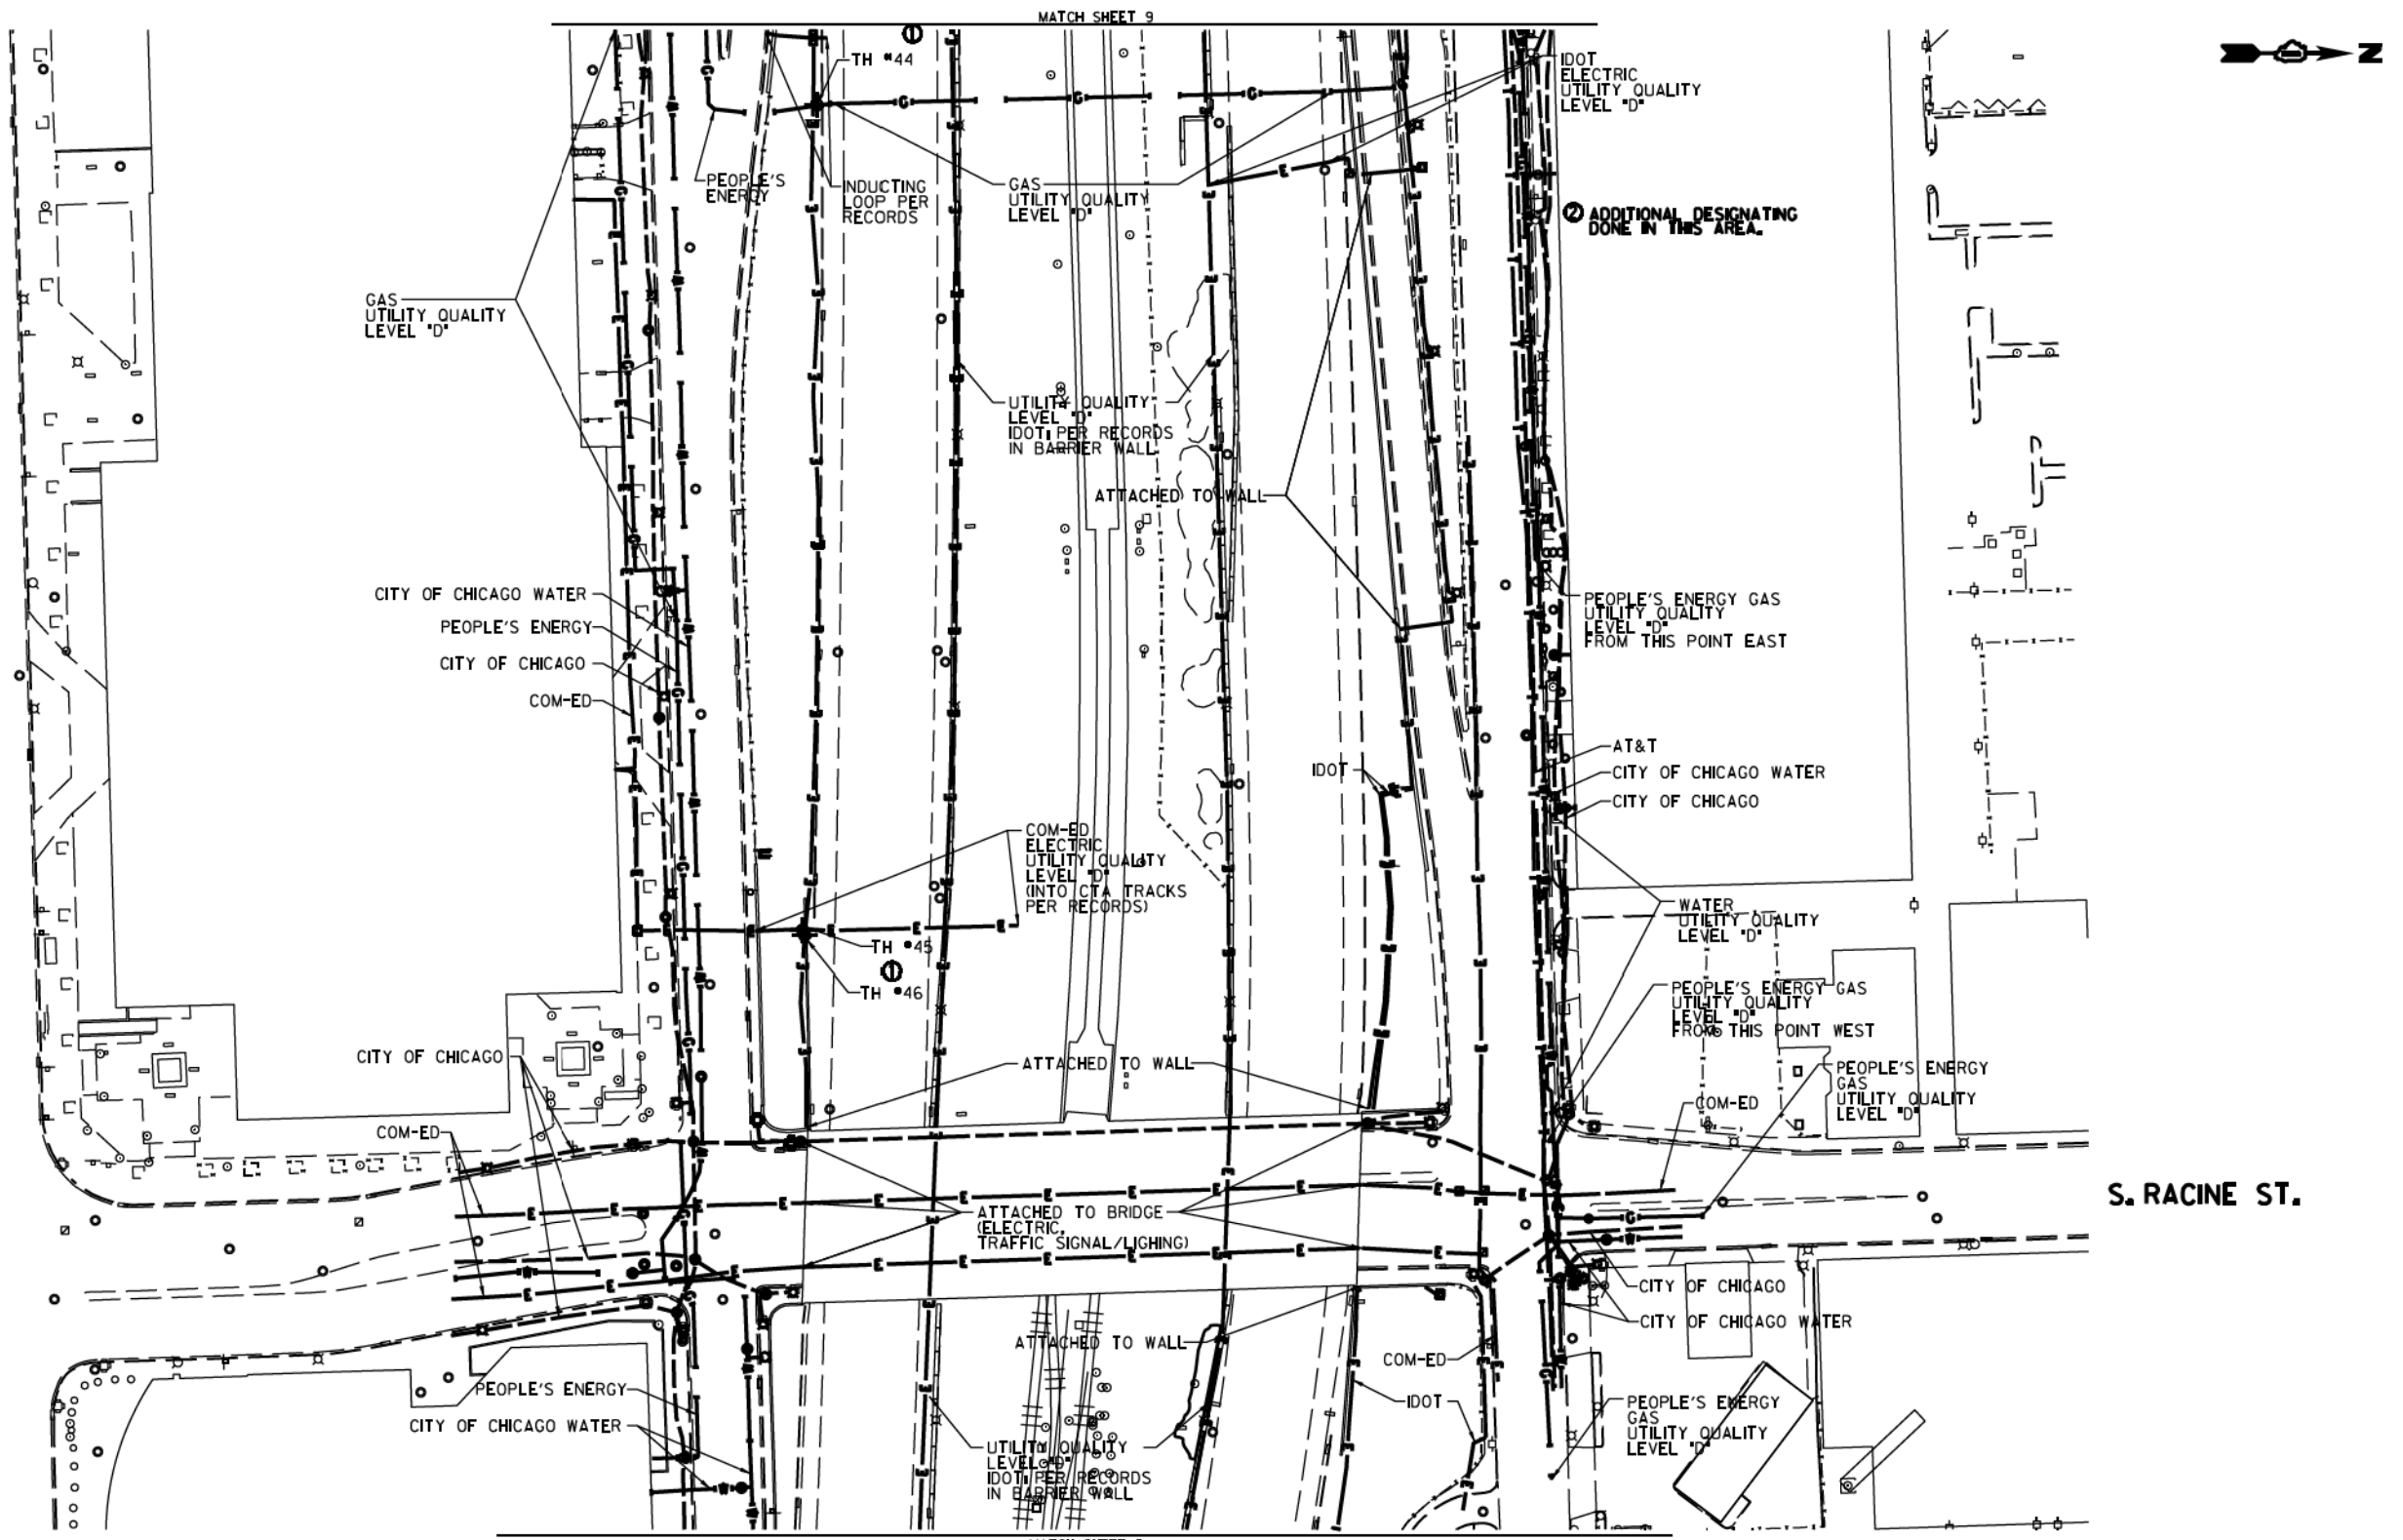 MATCH SHEET 9
TH #44
IDOT
ELECTRIC
UTILITY QUALITY
LEVEL "D"
N
PEOPLE'S
ENERGY
INDUCTING
LOOP PER
RECORDS
GAS
UTILITY QUALITY
LEVEL "D"
2 ADDITIONAL DESIGNATING
DONE IN THIS AREA.
GAS
UTILITY QUALITY
LEVEL "D"
UTILITY QUALITY
LEVEL "D"
IDOT, PER RECORDS
IN BARRIER WALL
ATTACHED TO WALL
CITY OF CHICAGO WATER
PEOPLE'S ENERGY
CITY OF CHICAGO
COM-ED
PEOPLE'S ENERGY GAS
UTILITY QUALITY
LEVEL "D"
FROM THIS POINT EAST
AT&T
CITY OF CHICAGO WATER
CITY OF CHICAGO
IDOT
COM-ED
ELECTRIC
UTILITY QUALITY
LEVEL "D"
(INTO CTA TRACKS
PER RECORDS)
WATER
UTILITY QUALITY
LEVEL "D"
TH #45
1
TH #46
PEOPLE'S ENERGY GAS
UTILITY QUALITY
LEVEL "D"
FROM THIS POINT WEST
CITY OF CHICAGO
ATTACHED TO WALL
PEOPLE'S ENERGY
GAS
UTILITY QUALITY
LEVEL "D"
COM-ED
COM-ED
S. RACINE ST.
ATTACHED TO BRIDGE
(ELECTRIC,
TRAFFIC SIGNAL/LIGHING)
CITY OF CHICAGO
CITY OF CHICAGO WATER
ATTACHED TO WALL
COM-ED
PEOPLE'S ENERGY
IDOT
PEOPLE'S ENERGY
GAS
UTILITY QUALITY
LEVEL "D"
CITY OF CHICAGO WATER
UTILITY QUALITY
LEVEL "D"
IDOT, PER RECORDS
IN BARRIER WALL